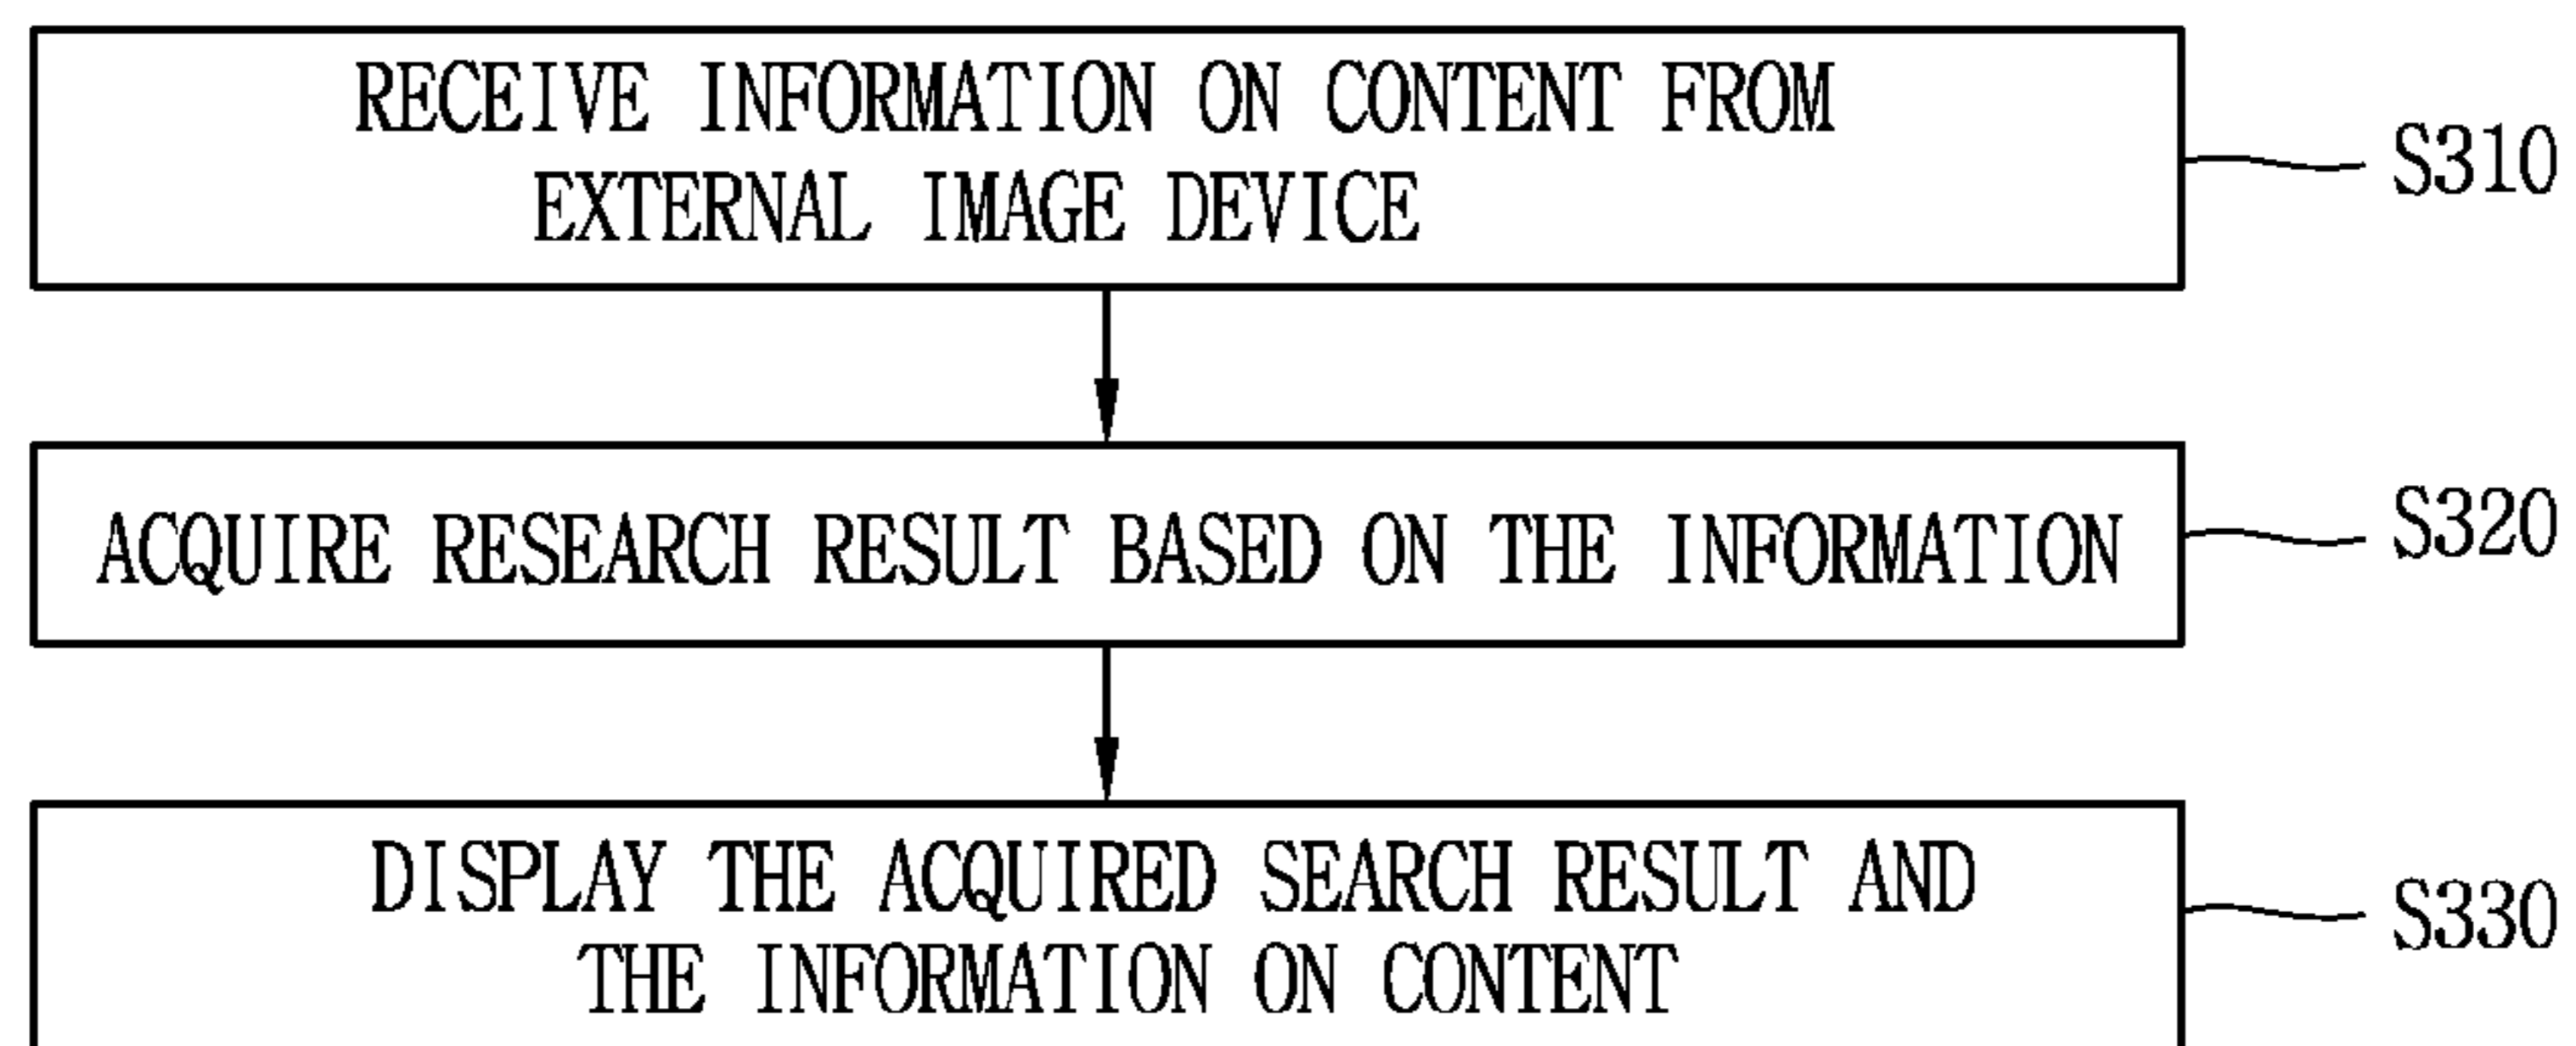 RECEIVE INFORMATION ON CONTENT FROM
EXTERNAL IMAGE DEVICE
S310
ACQUIRE RESEARCH RESULT BASED ON THE INFORMATION
S320
DISPLAY THE ACQUIRED SEARCH RESULT AND
THE INFORMATION ON CONTENT
S330